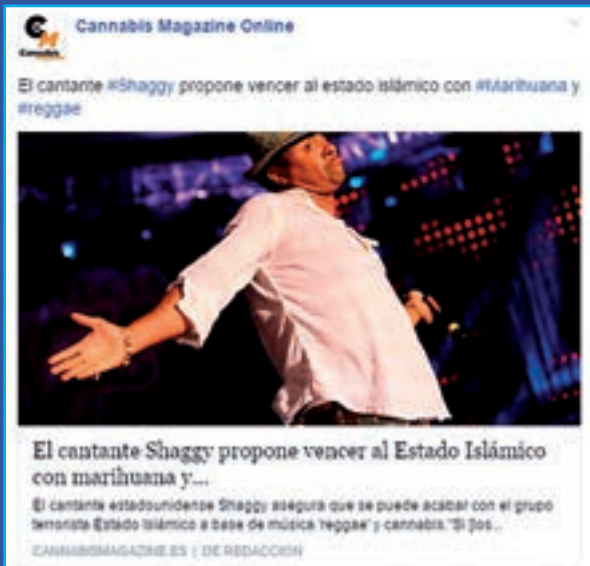 Cannabis Magazine Online
El cantante #Shaggy propone vencer al estado islámico con #Marihuana y
#reggae
El cantante Shaggy propone vencer al Estado Islámico
con marihuana y...
El cantante estadounidense Shaggy asegura que se puede acabar con el grupo
terrorista Estado Islámico a base de música 'reggae' y cannabis. "Si [los...
CANNABISMAGAZINE.ES | DE REDACCION